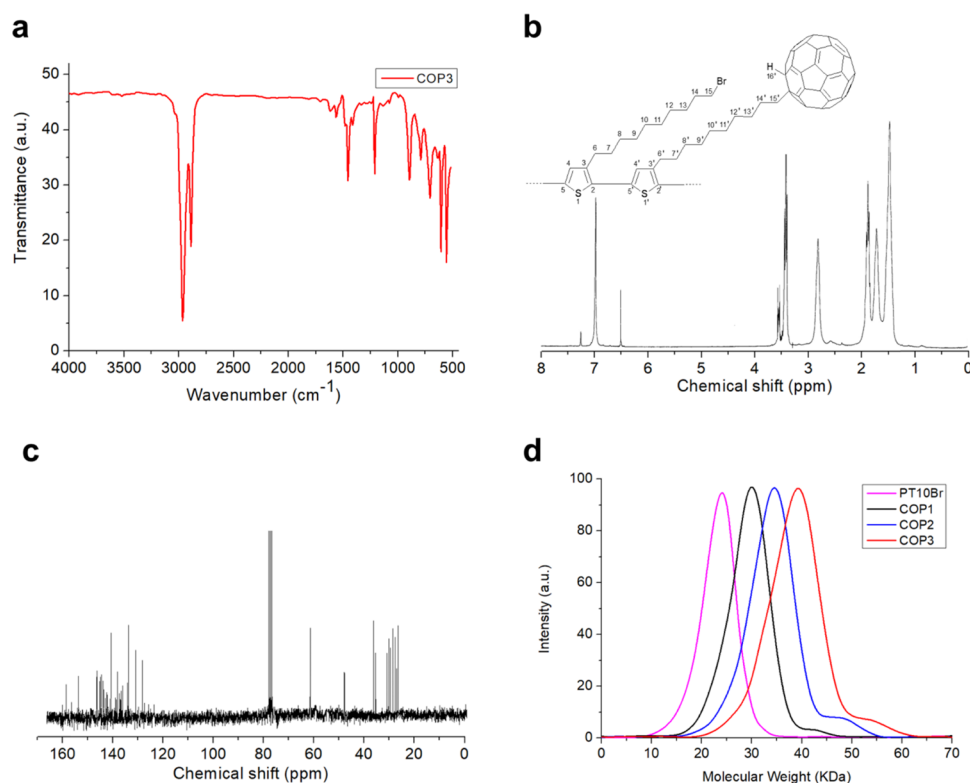 a
Transmittance (a.u.)
50
40
30
20
10
0
COP3
4000 3500 3000 2500 2000 1500 1000 500
Wavenumber (cm-1)
b
H
16'
Br
14 15
12 13
10 11
8 9
6 7
4 3
5 2
S
1
14' 15'
12' 13'
10' 11'
8' 9'
6' 7'
4' 3'
5' 2'
S
1'
8 7 6 5 4 3 2 1 0
Chemical shift (ppm)
c
160 140 120 100 80 60 40 20 0
Chemical shift (ppm)
d
Intensity (a.u.)
100
80
60
40
20
0
PT10Br
COP1
COP2
COP3
0 10 20 30 40 50 60 70
Molecular Weight (KDa)